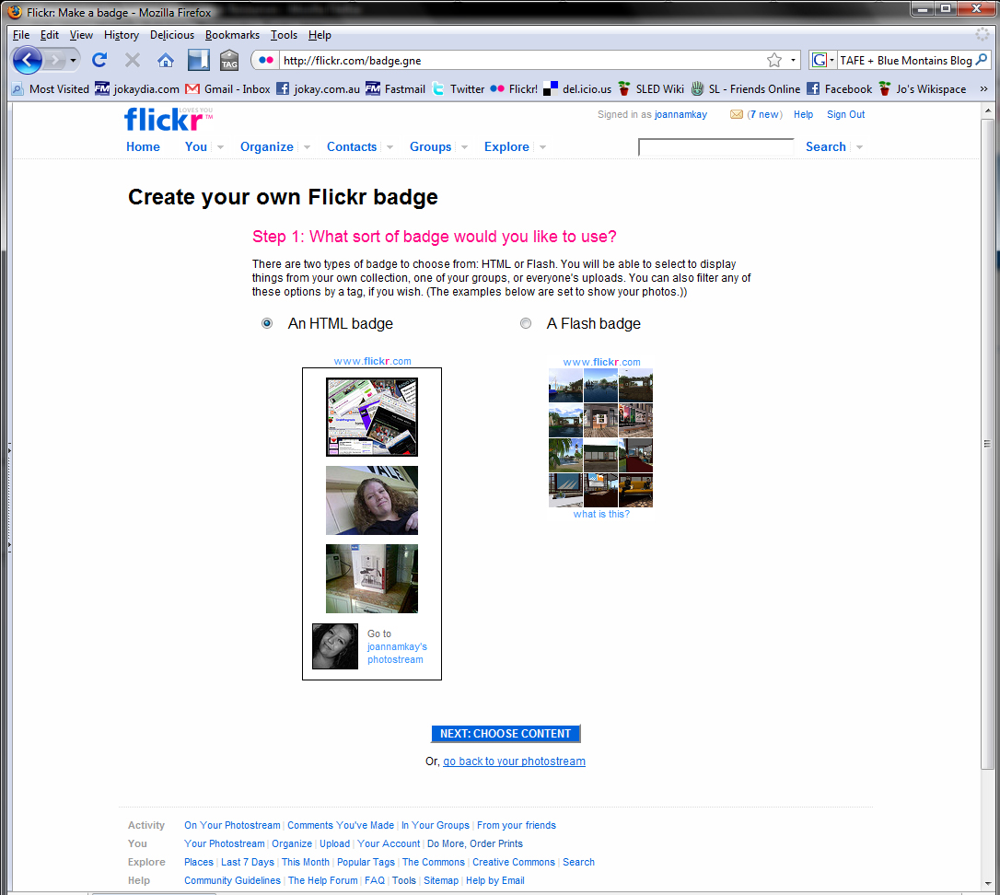 Flickr: Make a badge - Mozilla Firefox
File Edit View History Delicious Bookmarks Tools Help
TAG http://flickr.com/badge.gne G TAFE + Blue Montains Blog
Most Visited jokaydia.com Gmail - Inbox jokay.com.au Fastmail Twitter Flickr! del.icio.us SLED Wiki SL - Friends Online Facebook Jo's Wikispace »
LOVES YOU
flickr™
Signed in as joannamkay (7 new) Help Sign Out
Home You Organize Contacts Groups Explore Search
Create your own Flickr badge
Step 1: What sort of badge would you like to use?
There are two types of badge to choose from: HTML or Flash. You will be able to select to display
things from your own collection, one of your groups, or everyone's uploads. You can also filter any of
these options by a tag, if you wish. (The examples below are set to show your photos.))
An HTML badge A Flash badge
www.flickr.com www.flickr.com
VALE
what is this?
Go to
joannamkay's
photostream
NEXT: CHOOSE CONTENT
Or, go back to your photostream
Activity On Your Photostream | Comments You've Made | In Your Groups | From your friends
You Your Photostream | Organize | Upload | Your Account | Do More, Order Prints
Explore Places | Last 7 Days | This Month | Popular Tags | The Commons | Creative Commons | Search
Help Community Guidelines | The Help Forum | FAQ | Tools | Sitemap | Help by Email